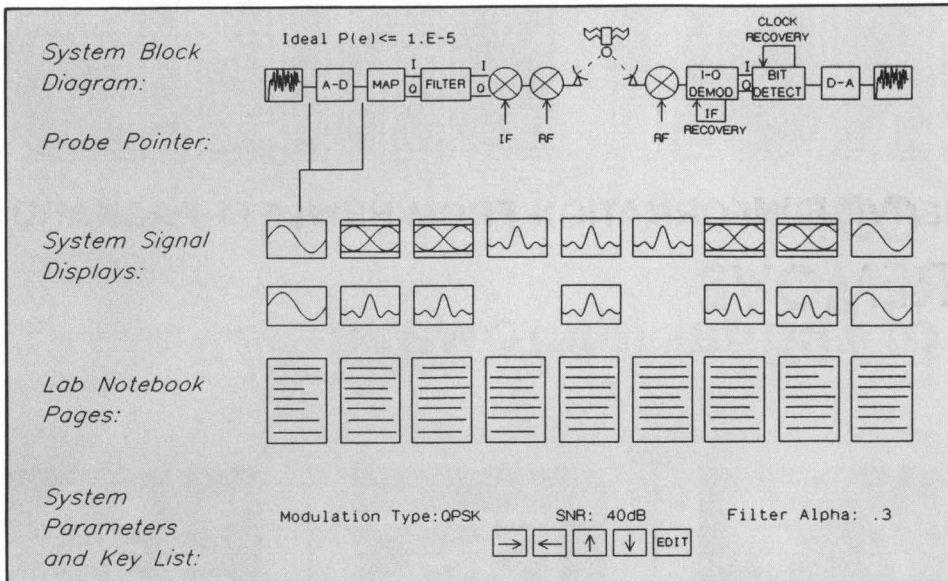 System Block
Diagram:
Ideal P(e)<= 1.E-5
CLOCK
RECOVERY
A-D
MAP
I
Q
FILTER
I
Q
I-Q
DEMOD
I
Q
BIT
DETECT
D-A
IF
RECOVERY
IF
RF
RF
Probe Pointer:
System Signal
Displays:
Lab Notebook
Pages:
System
Parameters
and Key List:
Modulation Type:QPSK
SNR: 40dB
Filter Alpha: .3
EDIT